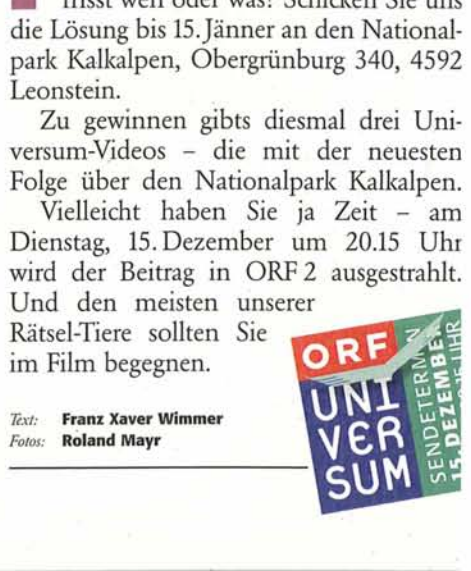 frisst wen oder was? Schicken Sie uns
die Lösung bis 15. Jänner an den National-
park Kalkalpen, Obergrünburg 340, 4592
Leonstein.
Zu gewinnen gibts diesmal drei Uni-
versum-Videos – die mit der neuesten
Folge über den Nationalpark Kalkalpen.
Vielleicht haben Sie ja Zeit – am
Dienstag, 15. Dezember um 20.15 Uhr
wird der Beitrag in ORF 2 ausgestrahlt.
Und den meisten unserer
Rätsel-Tiere sollten Sie
im Film begegnen.
Text: Franz Xaver Wimmer
Fotos: Roland Mayr
ORF
UNI
VER
SUM
SENDETERMIN
15. DEZEMBER
UHR